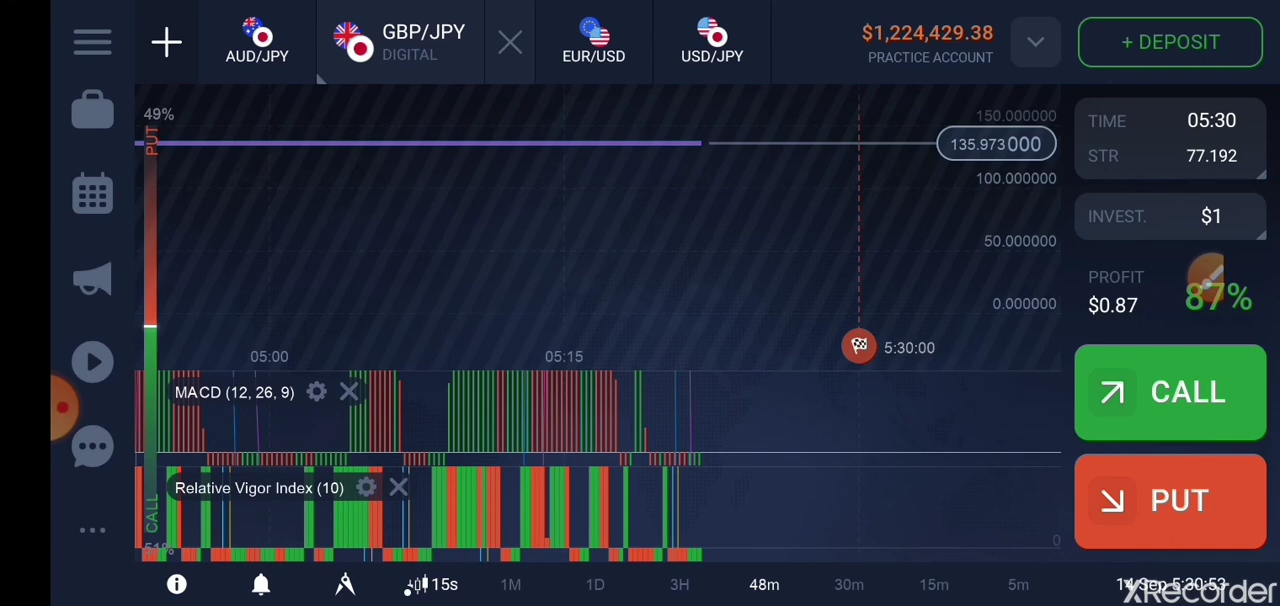 AUD/JPY
GBP/JPY
DIGITAL
EUR/USD
USD/JPY
$1,224,429.38
PRACTICE ACCOUNT
+ DEPOSIT
49%
PUT
150.000000
135.973000
100.000000
50.000000
0.000000
05:00
05:15
5:30:00
TIME 05:30
STR 77.192
INVEST. $1
PROFIT
$0.87
87%
CALL
PUT
MACD (12, 26, 9)
Relative Vigor Index (10)
CALL
51%
0
15s
1M
1D
3H
48m
30m
15m
5m
14 Sep 5:30:53
XRecorder